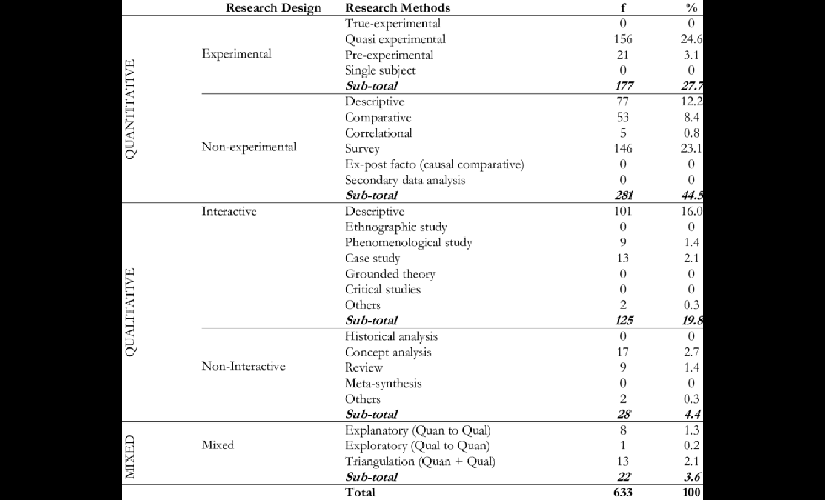 Research Design Research Methods f %
True-experimental 0 0
Quasi experimental 156 24.6
Experimental Pre-experimental 21 3.1
Single subject 0 0
Sub-total 177 27.7
Descriptive 77 12.2
Comparative 53 8.4
Correlational 5 0.8
QUANTITATIVE Non-experimental Survey 146 23.1
Ex-post facto (causal comparative) 0 0
Secondary data analysis 0 0
Sub-total 281 44.5
Interactive Descriptive 101 16.0
Ethnographic study 0 0
Phenomenological study 9 1.4
Case study 13 2.1
Grounded theory 0 0
Critical studies 0 0
Others 2 0.3
Sub-total 125 19.8
QUALITATIVE Historical analysis 0 0
Concept analysis 17 2.7
Non-Interactive Review 9 1.4
Meta-synthesis 0 0
Others 2 0.3
Sub-total 28 4.4
Explanatory (Quan to Qual) 8 1.3
MIXED Mixed Exploratory (Qual to Quan) 1 0.2
Triangulation (Quan + Qual) 13 2.1
Sub-total 22 3.6
Total 633 100